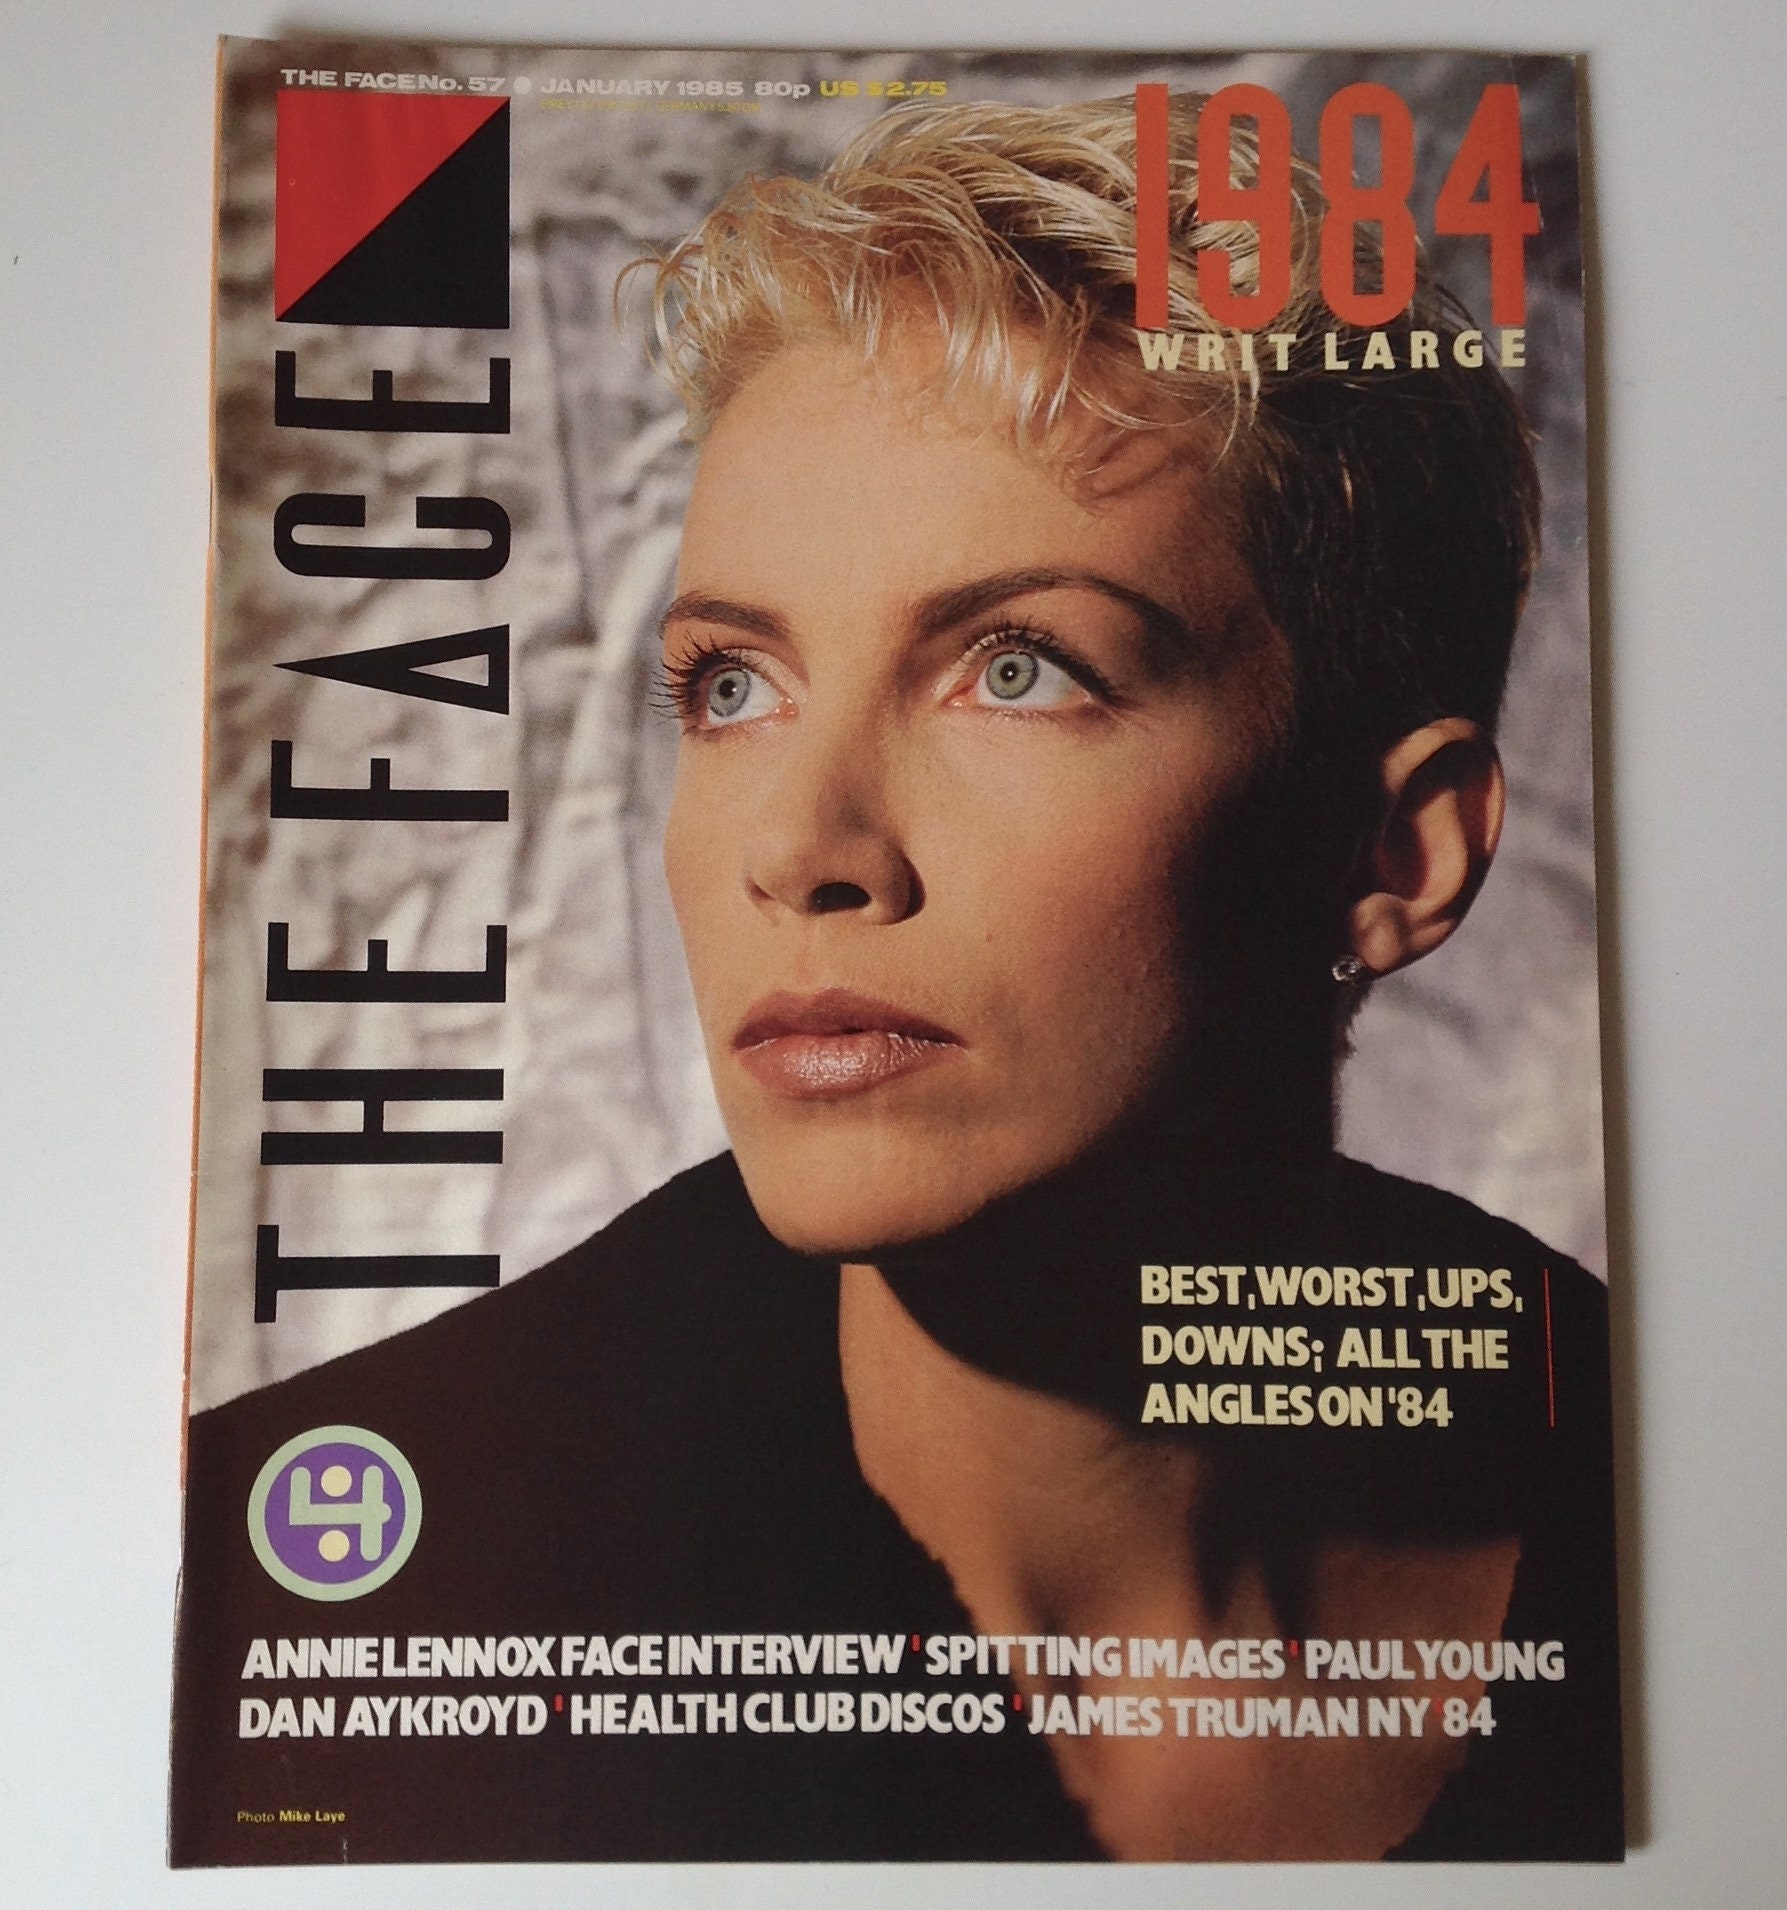 THE FACE No. 57 ● JANUARY 1985 80p US $2.75
THE FACE
1984
WRIT LARGE
BEST, WORST, UPS,
DOWNS; ALL THE
ANGLES ON '84
ANNIE LENNOX FACE INTERVIEW ' SPITTING IMAGES ' PAUL YOUNG
DAN AYKROYD ' HEALTH CLUB DISCOS ' JAMES TRUMAN NY '84
Photo Mike Laye